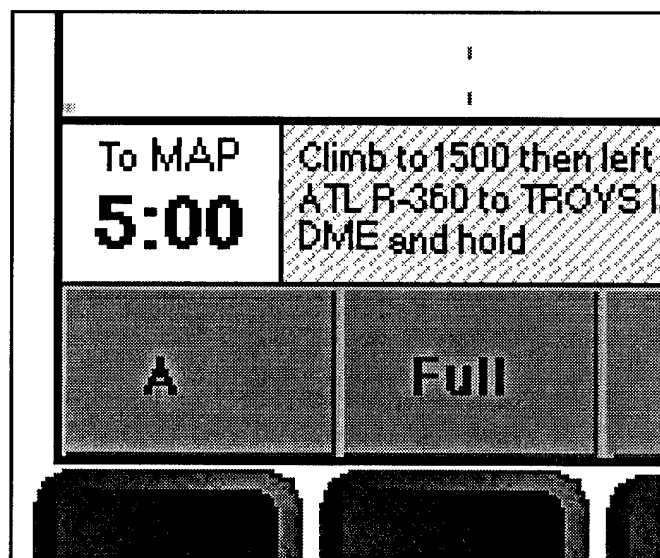 To MAP
5:00
Climb to 1500 then left
ATL R-360 to TROYS
DME and hold
A
Full